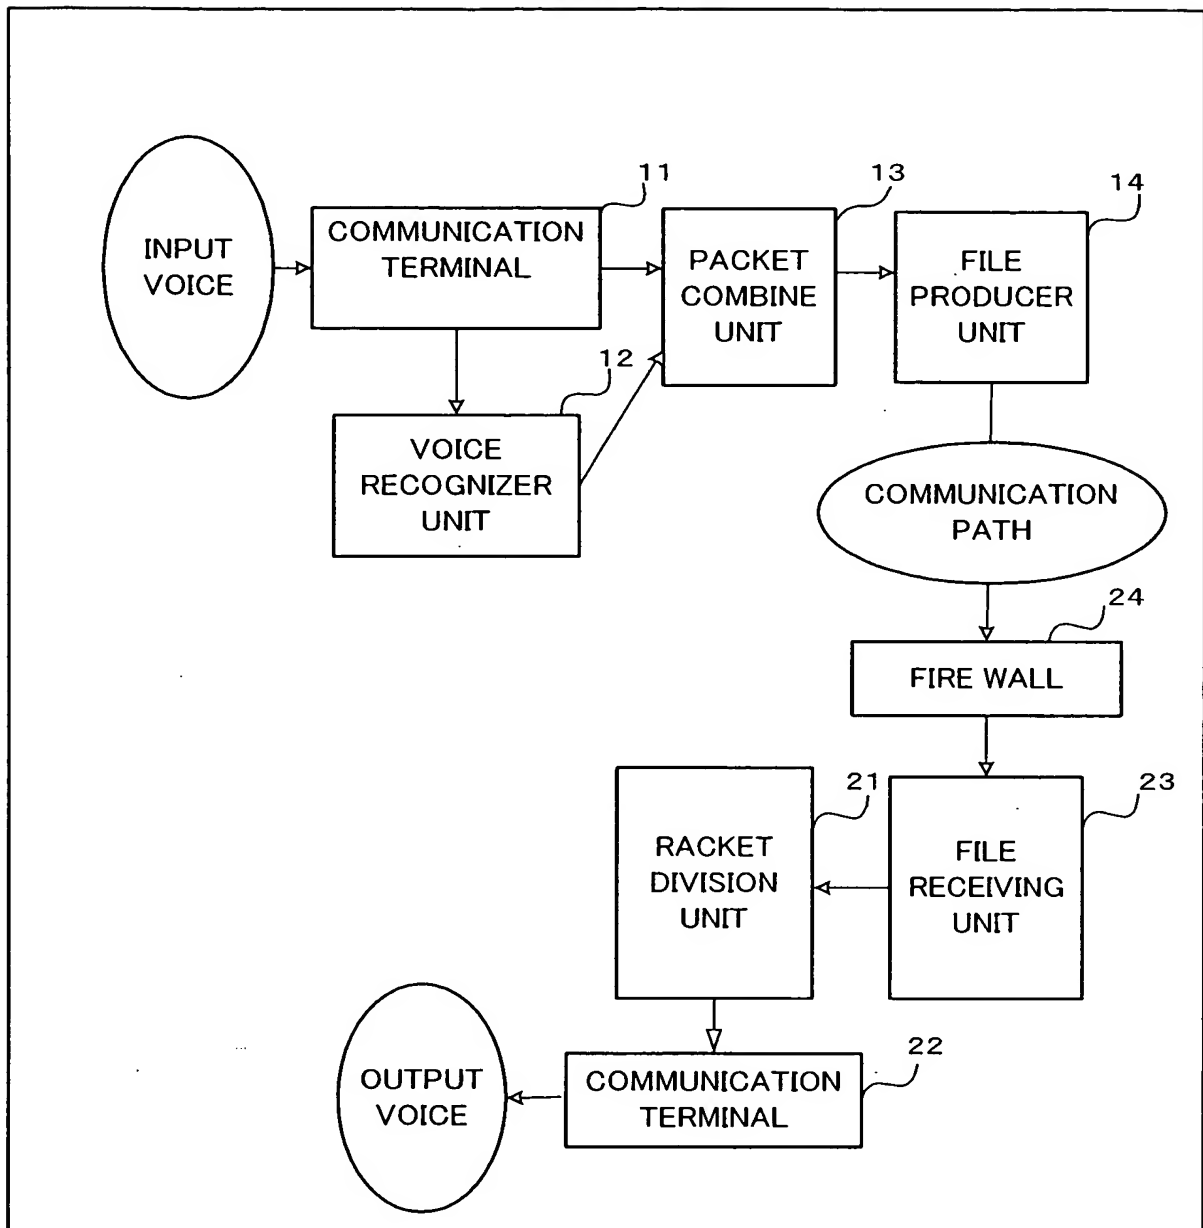 INPUT
VOICE
11
COMMUNICATION
TERMINAL
12
VOICE
RECOGNIZER
UNIT
13
PACKET
COMBINE
UNIT
14
FILE
PRODUCER
UNIT
COMMUNICATION
PATH
24
FIRE WALL
23
FILE
RECEIVING
UNIT
21
RACKET
DIVISION
UNIT
22
COMMUNICATION
TERMINAL
OUTPUT
VOICE